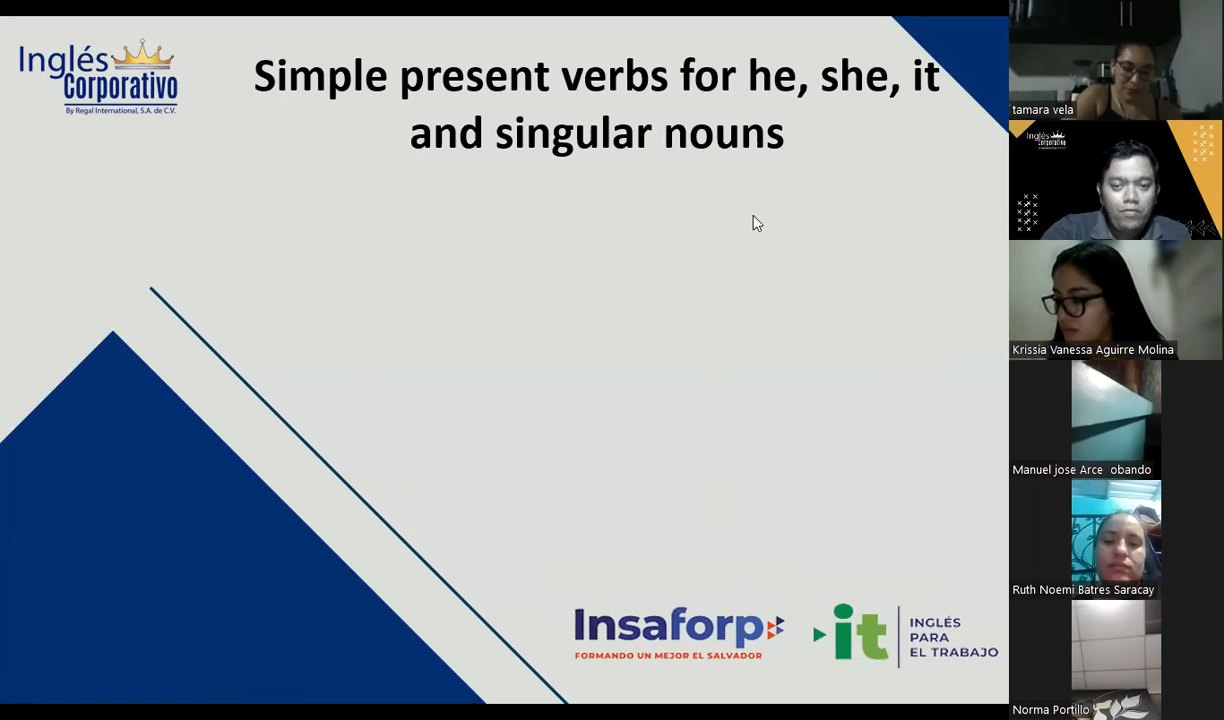 Inglés
Corporativo
By Regal International, S.A. de C.V.
Simple present verbs for he, she, it
and singular nouns
Insaforp
FORMANDO UN MEJOR EL SALVADOR
it
INGLÉS
PARA
EL TRABAJO
tamara vela
Inglés
Corporativo
Krissia Vanessa Aguirre Molina
Manuel jose Arce obando
Ruth Noemi Batres Saracay
Norma Portillo